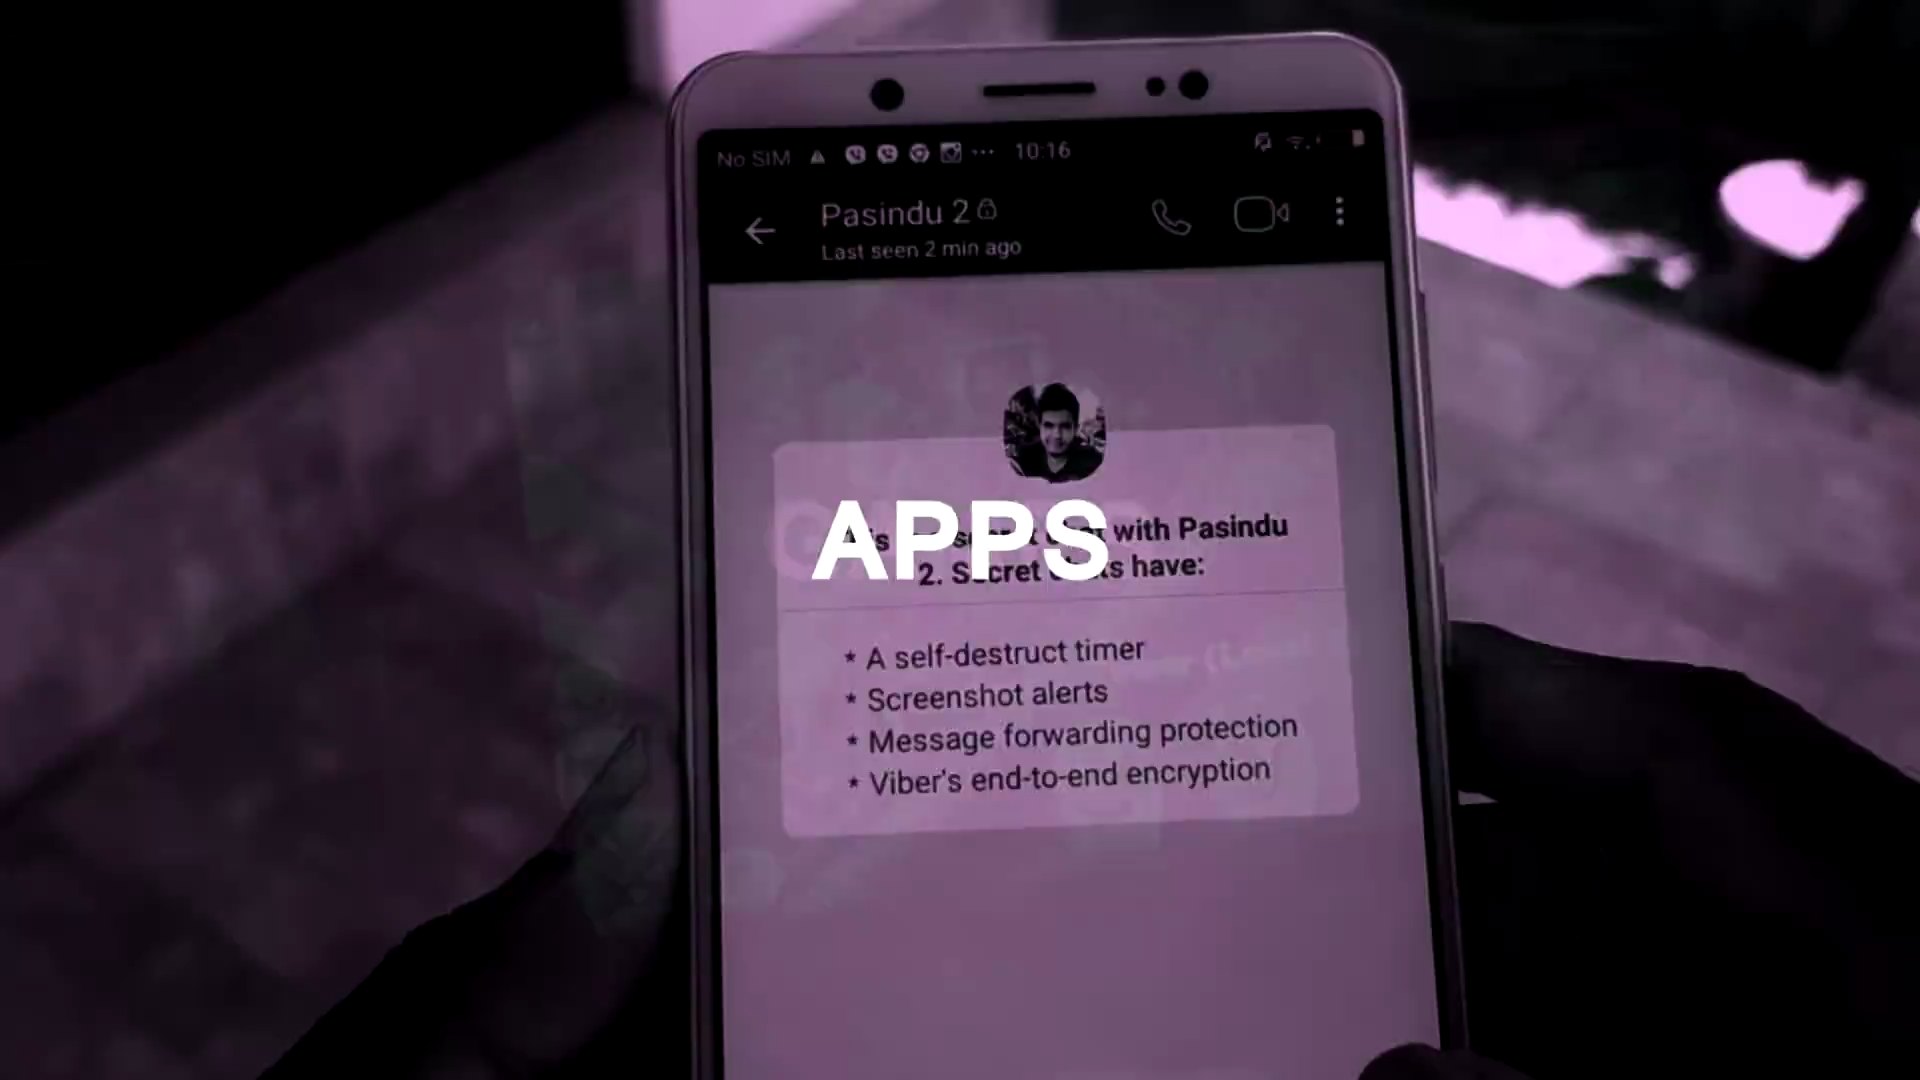 No SIM 10:16
Pasindu 2
Last seen 2 min ago
APPS
with Pasindu
2. Secret have:
* A self-destruct timer
* Screenshot alerts
* Message forwarding protection
* Viber's end-to-end encryption